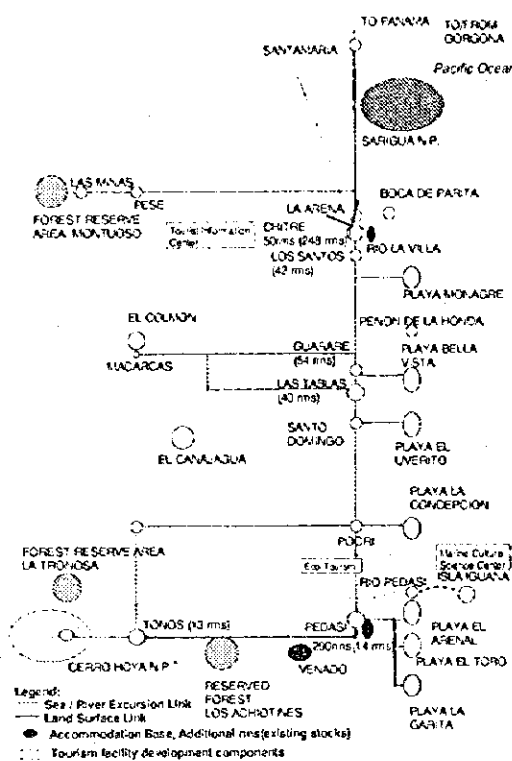 TO PANAMA
TO/FROM
GORGONA
SANTAMARIA
Pacific Ocean
SARIGUA N.P.
LAS MINAS
PESE
FOREST RESERVE
AREA MONTUOSO
BOCA DE PARITA
LA ARENA
Tourist Information
Center
CHITRE
50rms (248 rms)
RIO LA VILLA
LOS SANTOS
(42 rms)
PLAYA MONAGRE
EL COLMON
PENON DE LA HONDA
GUARARE
(54 rms)
PLAYA BELLA
VISTA
MACARCAS
LAS TABLAS
(40 rms)
SANTO
DOMINGO
EL CANAJAGUA
PLAYA EL
UVERITO
PLAYA LA
CONCEPCION
POCRI
FOREST RESERVE AREA
LA TRONOSA
Eco Tourism
Marine Culture
Science Center
RIO PEDASI
ISLA IGUANA
TONOS (13 rms)
PEDASI
290rms (14 rms)
PLAYA EL
ARENAL
PLAYA EL TORO
CERRO HOYA N.P.
VENADO
RESERVED
FOREST
LOS ACHIOTINES
PLAYA LA
GARITA
Legend:
Sea / River Excursion Link
Land Surface Link
Accommodation Base, Additional rms(existing stocks)
Tourism facility development components